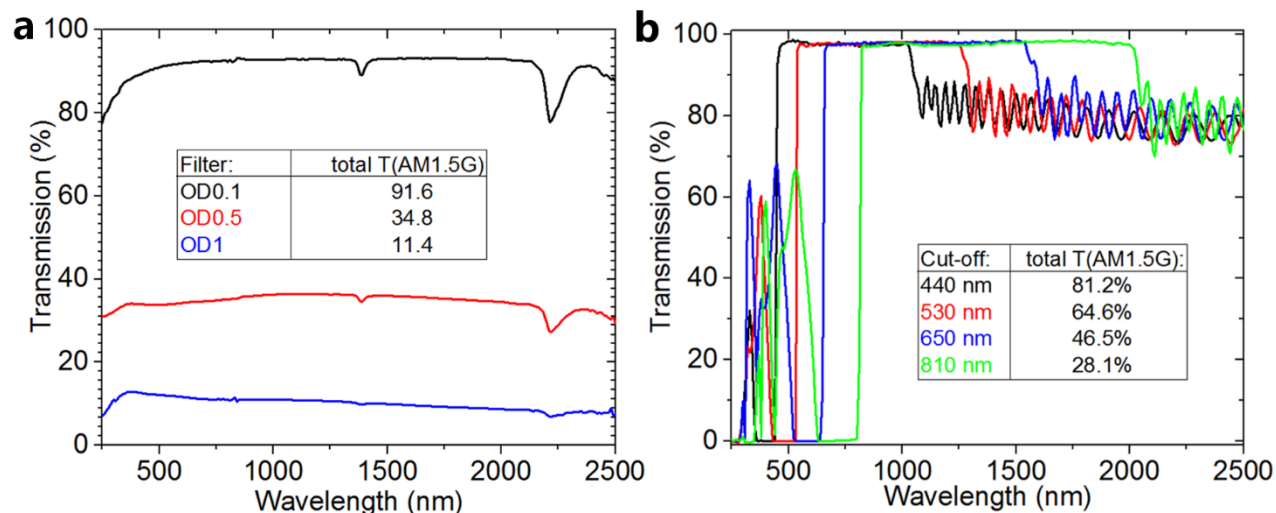 a
100
80
60
40
20
0
Transmission (%)
Filter: total T(AM1.5G)
OD0.1 91.6
OD0.5 34.8
OD1 11.4
500 1000 1500 2000 2500
Wavelength (nm)
b
100
80
60
40
20
0
Transmission (%)
Cut-off: total T(AM1.5G):
440 nm 81.2%
530 nm 64.6%
650 nm 46.5%
810 nm 28.1%
500 1000 1500 2000 2500
Wavelength (nm)